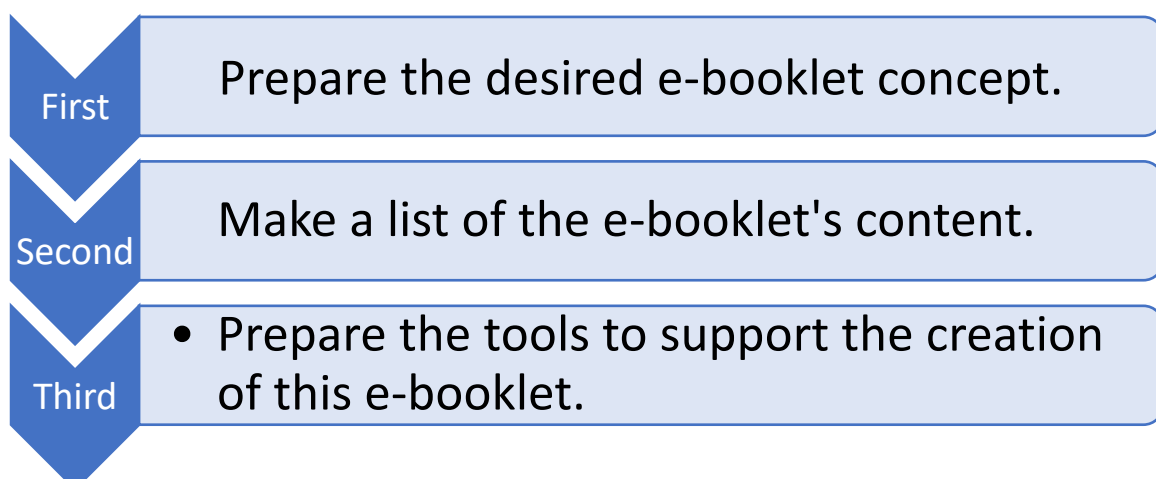 First
Prepare the desired e-booklet concept.
Second
Make a list of the e-booklet's content.
Third
• Prepare the tools to support the creation
of this e-booklet.